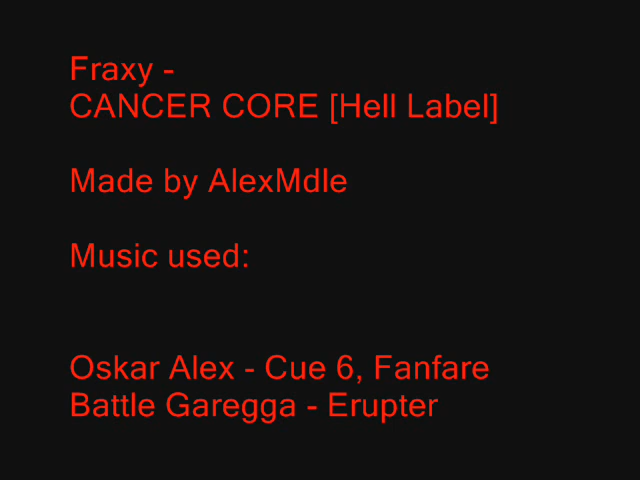 Fraxy -
CANCER CORE [Hell Label]
Made by AlexMdle
Music used:
Oskar Alex - Cue 6, Fanfare
Battle Garegga - Erupter